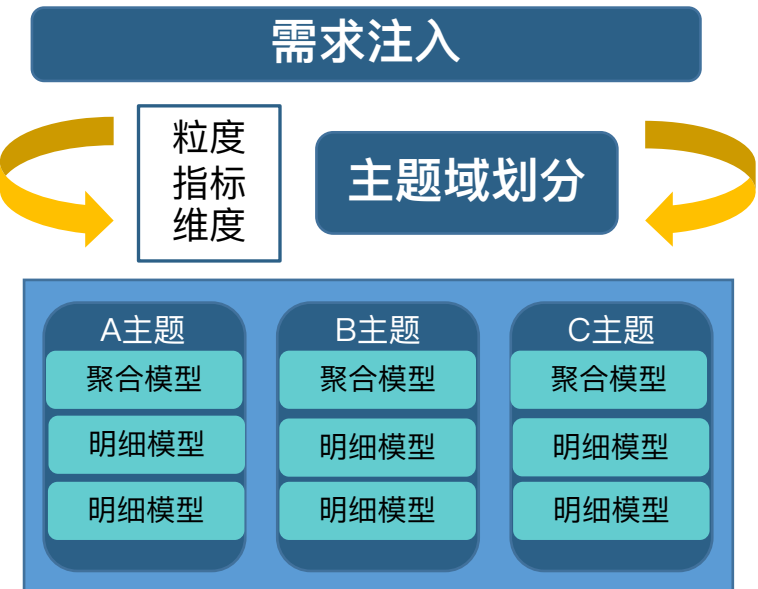 需求注入
粒度
指标
维度
主题域划分
A主题
B主题
C主题
聚合模型
聚合模型
聚合模型
明细模型
明细模型
明细模型
明细模型
明细模型
明细模型